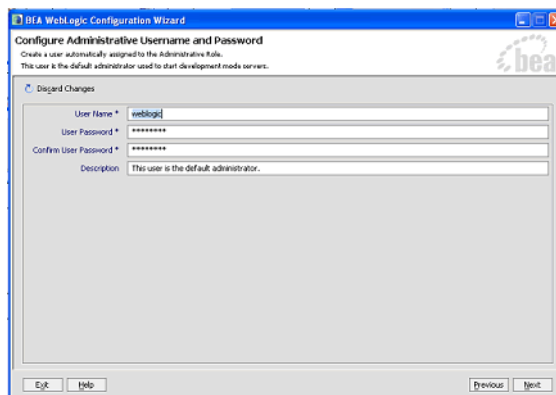 BEA WebLogic Configuration Wizard
Configure Administrative Username and Password
Create a user automatically assigned to the Administrative Role.
This user is the default administrator used to start development mode servers.
bea
Discard Changes
User Name * weblogic
User Password * ********
Confirm User Password * ********
Description This user is the default administrator.
Exit Help Previous Next